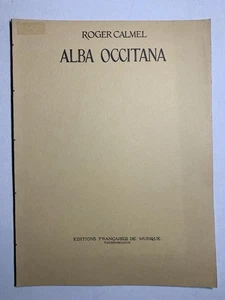 ROGER CALMEL
ALBA OCCITANA
EDITIONS FRANÇAISES DE MUSIQUE